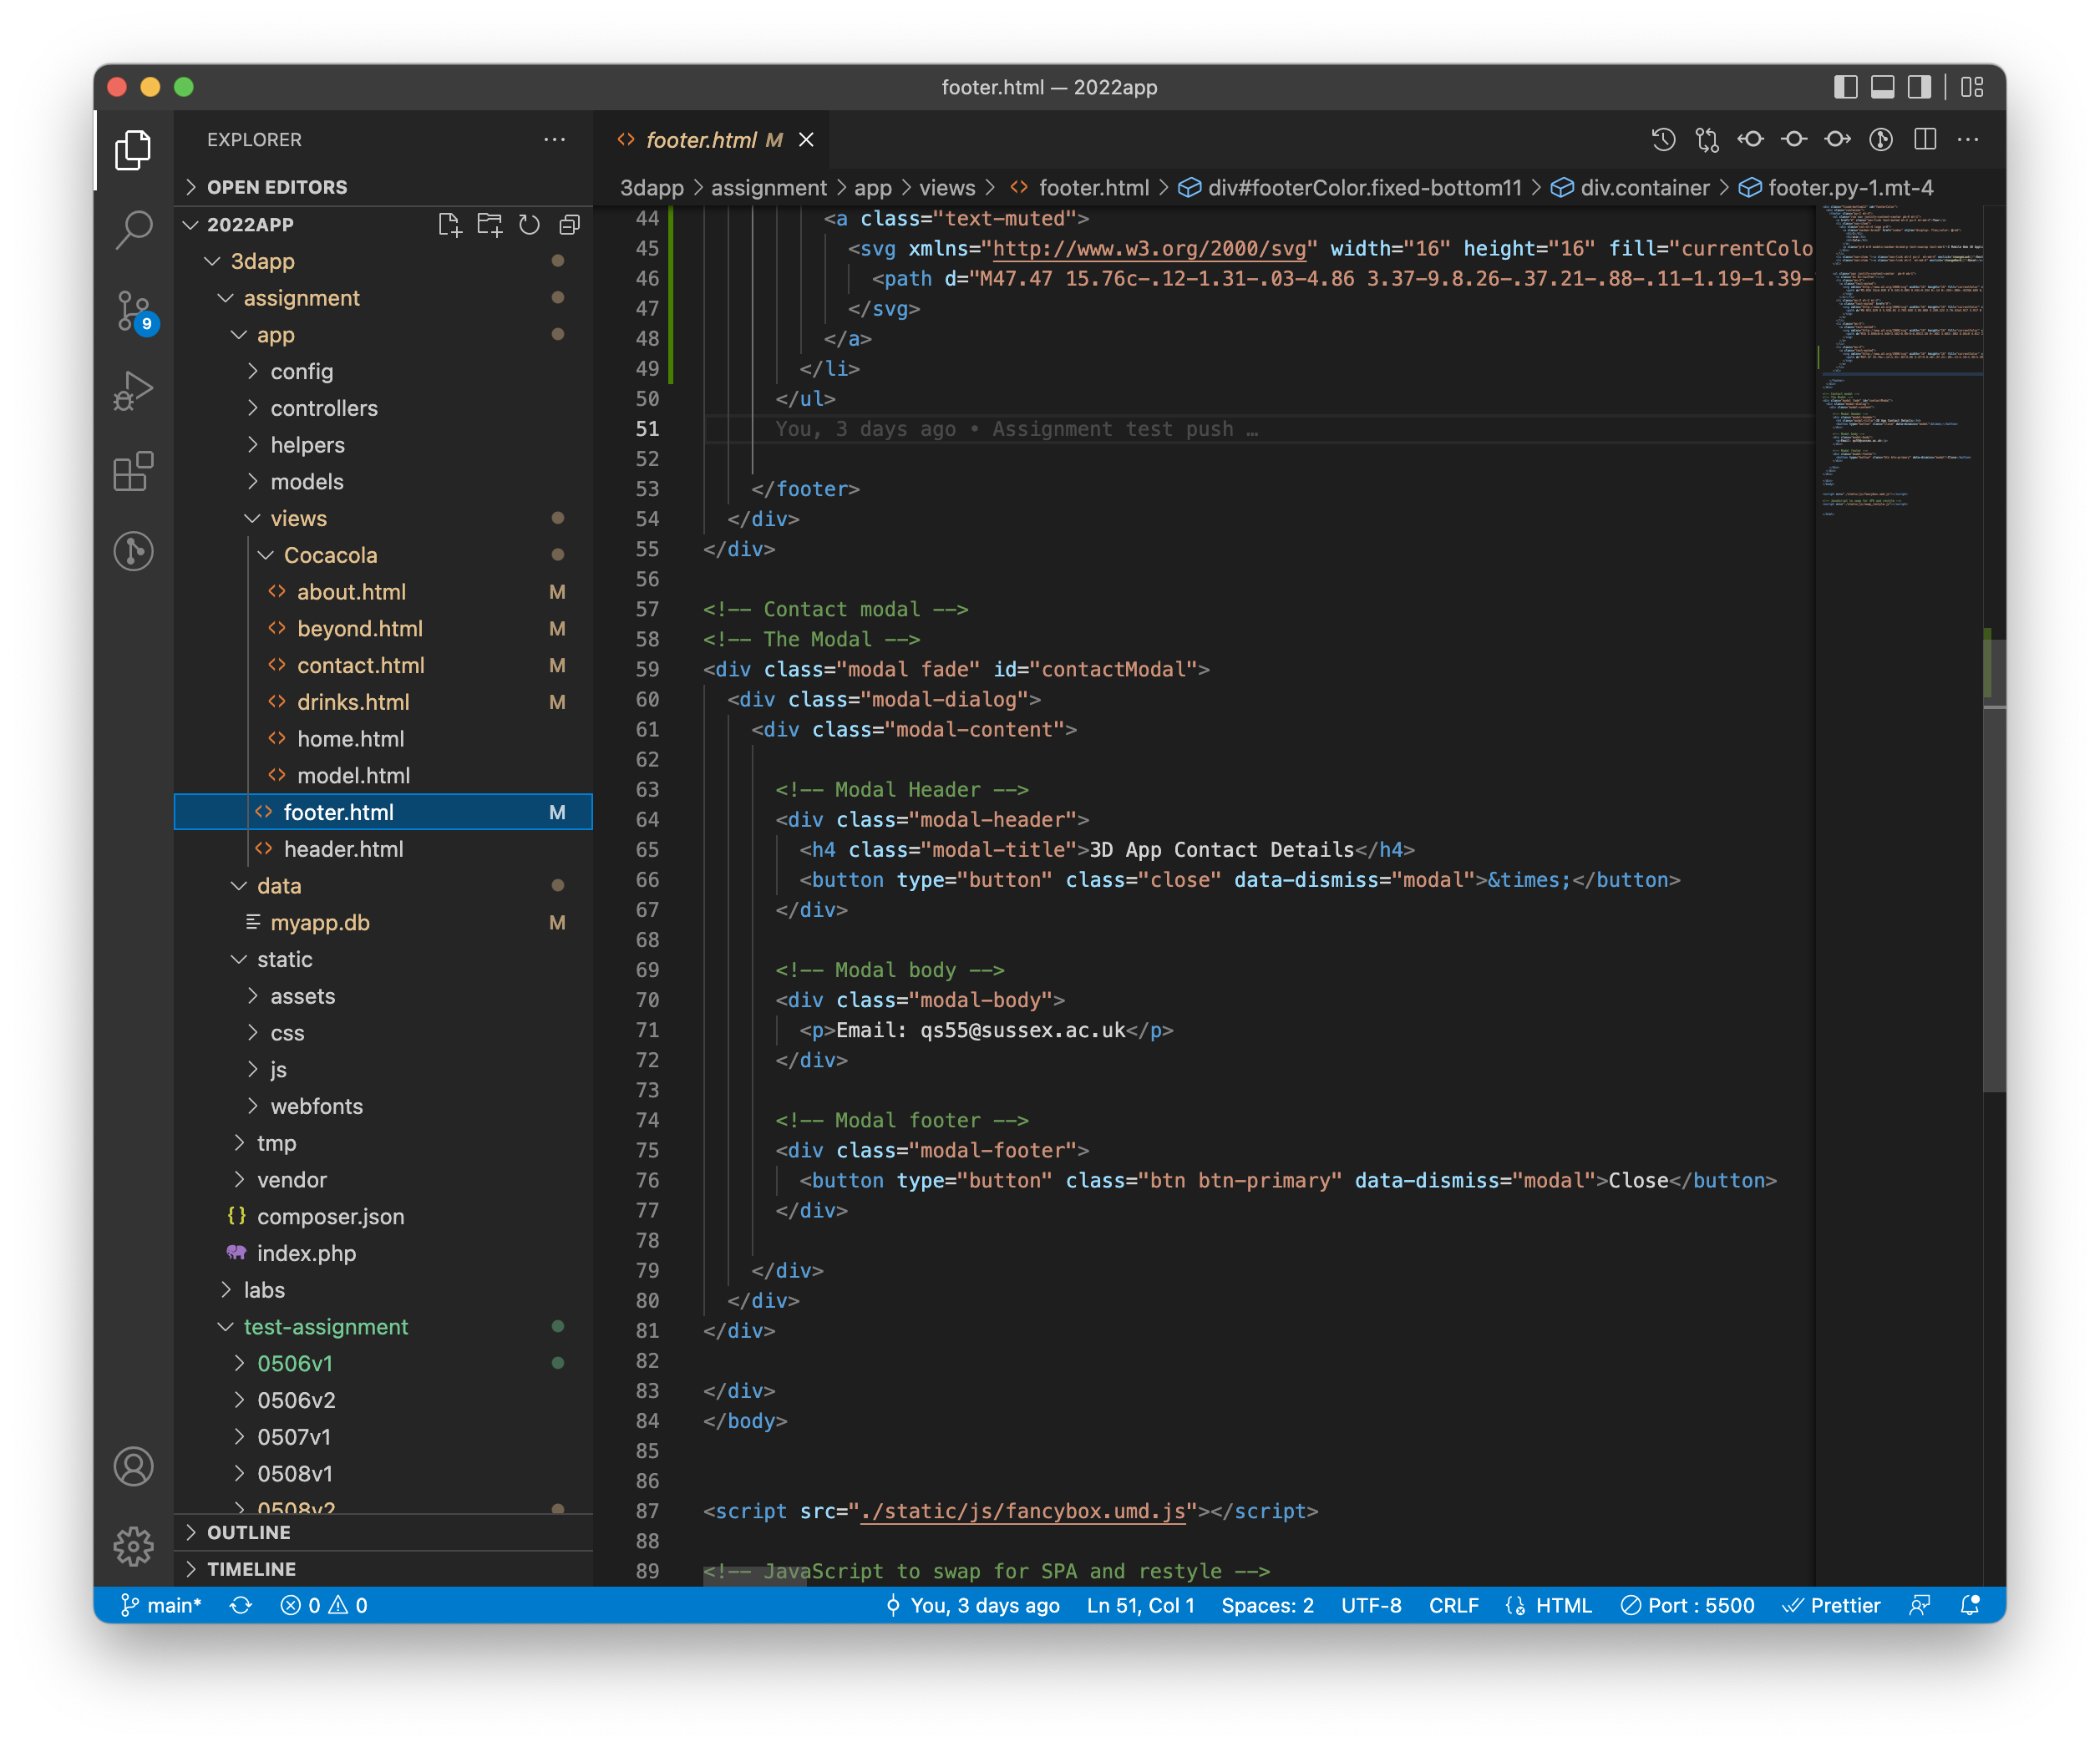 footer.html — 2022app
EXPLORER
OPEN EDITORS
2022APP
3dapp
assignment
app
config
controllers
helpers
models
views
Cocacola
about.html M
beyond.html M
contact.html M
drinks.html M
home.html
model.html
footer.html M
header.html
data
myapp.db M
static
assets
css
js
webfonts
tmp
vendor
composer.json
index.php
labs
test-assignment
0506v1
0506v2
0507v1
0508v1
0508v2
OUTLINE
TIMELINE
9
footer.html M
3dapp > assignment > app > views > footer.html > div#footerColor.fixed-bottom11 > div.container > footer.py-1.mt-4
44 <a class="text-muted">
45 <svg xmlns="http://www.w3.org/2000/svg" width="16" height="16" fill="currentColo
46 <path d="M47.47 15.76c-.12-1.31-.03-4.86 3.37-9.8.26-.37.21-.88-.11-1.19-1.39-
47 </svg>
48 </a>
49 </li>
50 </ul>
51 You, 3 days ago • Assignment test push …
52
53 </footer>
54 </div>
55 </div>
56
57 <!-- Contact modal -->
58 <!-- The Modal -->
59 <div class="modal fade" id="contactModal">
60 <div class="modal-dialog">
61 <div class="modal-content">
62
63 <!-- Modal Header -->
64 <div class="modal-header">
65 <h4 class="modal-title">3D App Contact Details</h4>
66 <button type="button" class="close" data-dismiss="modal">&times;</button>
67 </div>
68
69 <!-- Modal body -->
70 <div class="modal-body">
71 <p>Email: qs55@sussex.ac.uk</p>
72 </div>
73
74 <!-- Modal footer -->
75 <div class="modal-footer">
76 <button type="button" class="btn btn-primary" data-dismiss="modal">Close</button>
77 </div>
78
79 </div>
80 </div>
81 </div>
82
83 </div>
84 </body>
85
86
87 <script src="./static/js/fancybox.umd.js"></script>
88
89 <!-- JavaScript to swap for SPA and restyle -->
main* 0 0 You, 3 days ago Ln 51, Col 1 Spaces: 2 UTF-8 CRLF HTML Port : 5500 Prettier